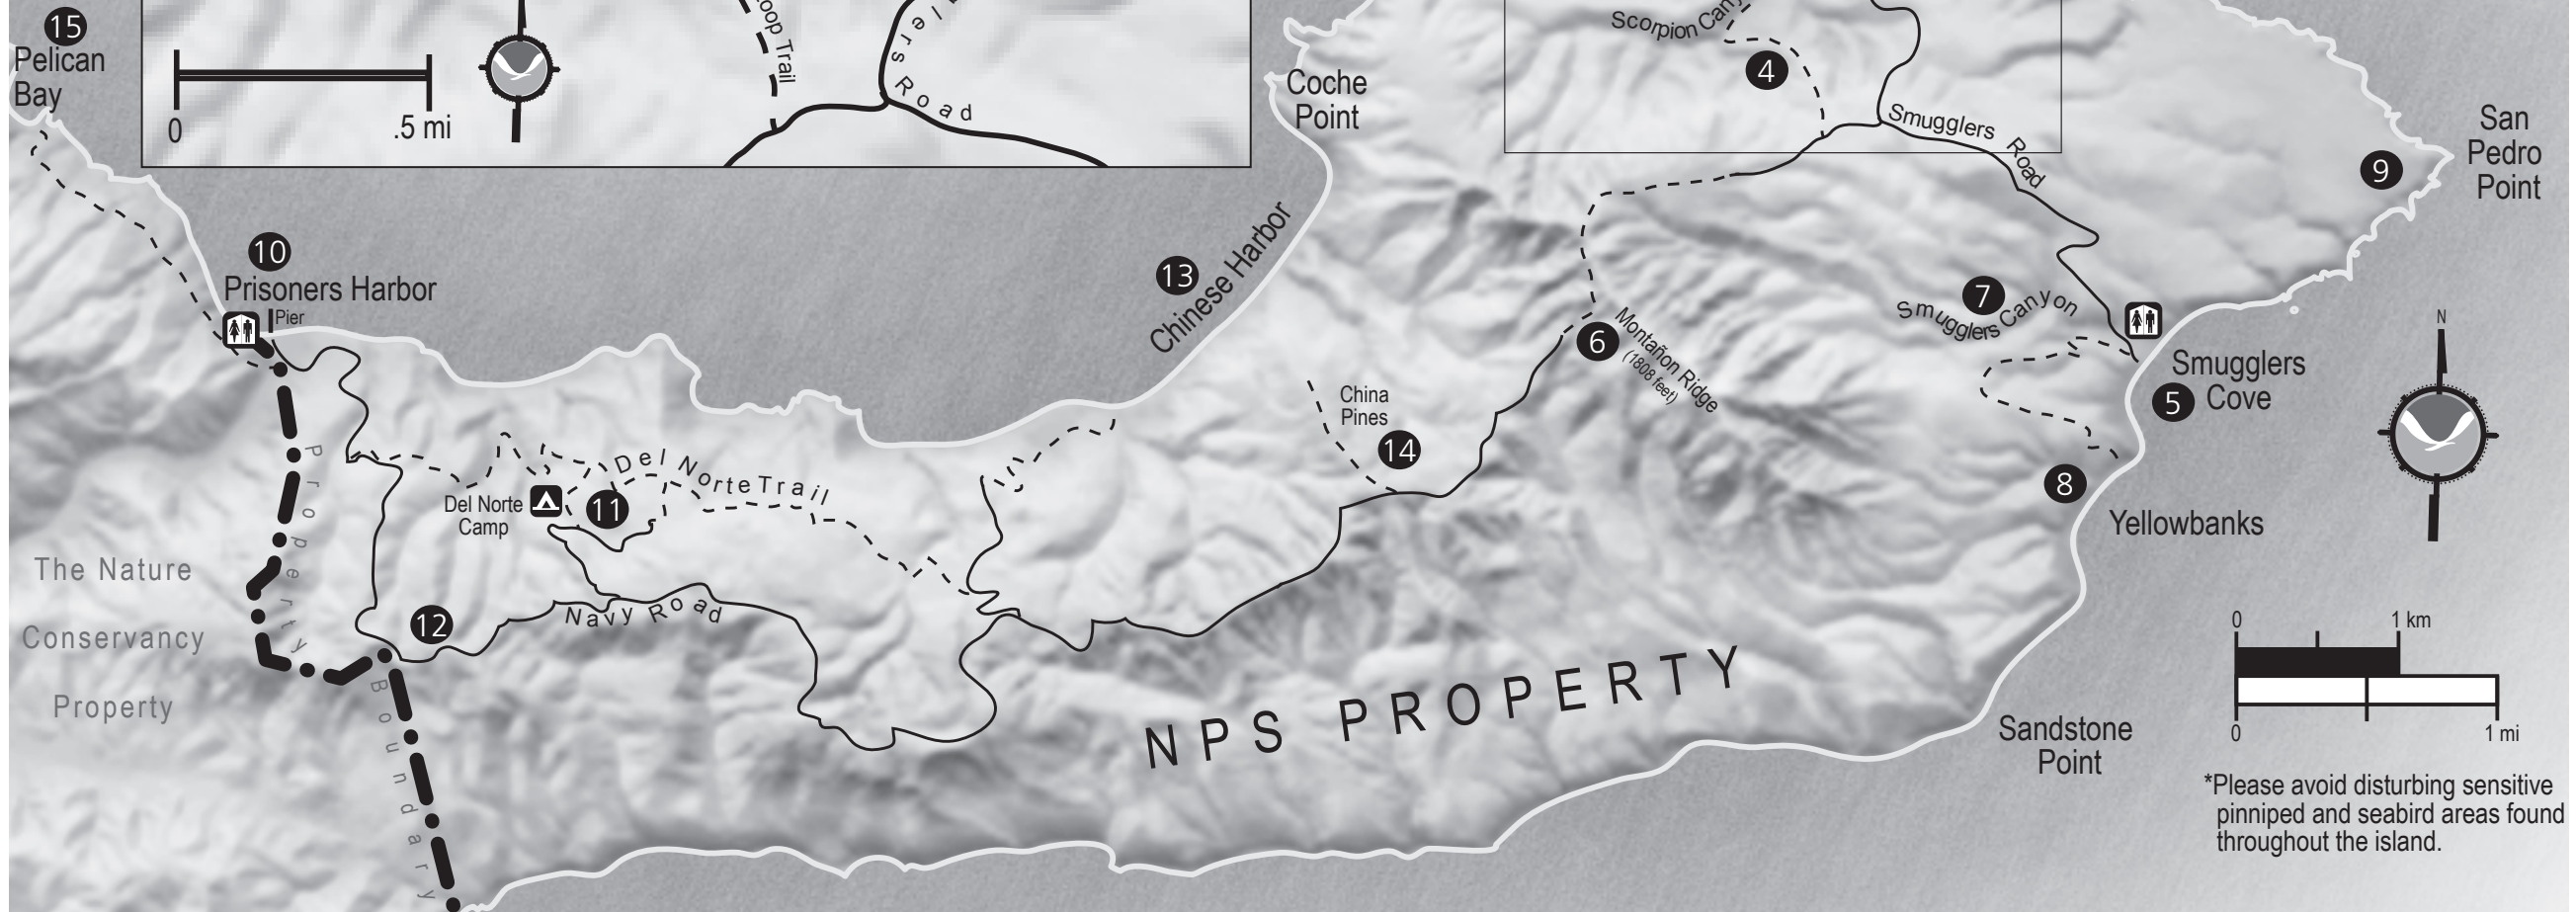 15
Pelican
Bay
0
.5 mi
oop Trail
lers
Road
Coche
Point
Scorpion Cany
4
Smugglers Road
San
Pedro
Point
9
10
Prisoners Harbor
Pier
13
Chinese Harbor
7
Smugglers Canyon
6
Montañon Ridge
(1808 feet)
Smugglers
5
Cove
N
China
Pines
14
Del Norte Trail
Del Norte
Camp
11
8
Yellowbanks
The Nature
Conservancy
Property
Property
Boundary
12
Navy Road
NPS PROPERTY
Sandstone
Point
0
1 km
0
1 mi
*Please avoid disturbing sensitive
pinniped and seabird areas found
throughout the island.